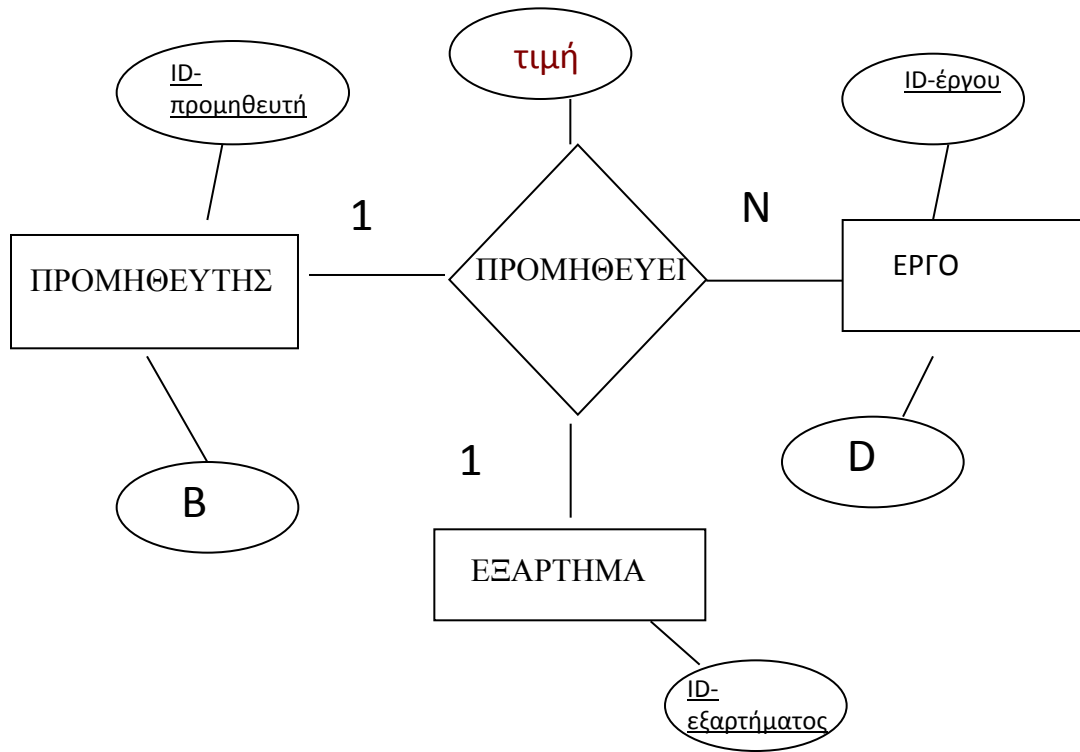 τιμή
ID-
προμηθευτή
ID-έργου
1
N
ΠΡΟΜΗΘΕΥΤΗΣ
ΠΡΟΜΗΘΕΥΕΙ
ΕΡΓΟ
1
B
D
ΕΞΑΡΤΗΜΑ
ID-
εξαρτήματος